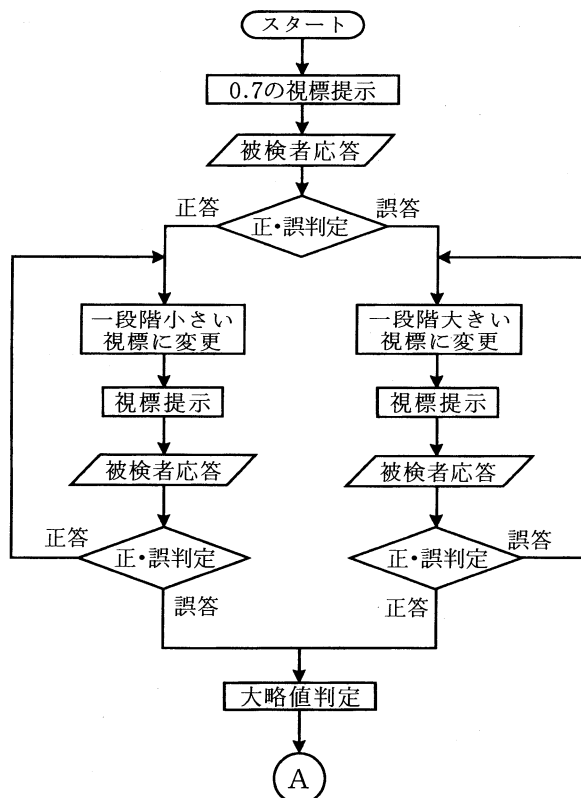 スタート
0.7の視標提示
被検者応答
正答
誤答
正・誤判定
一段階小さい
視標に変更
一段階大きい
視標に変更
視標提示
視標提示
被検者応答
被検者応答
正答
正・誤判定
正・誤判定
誤答
誤答
正答
大略値判定
A